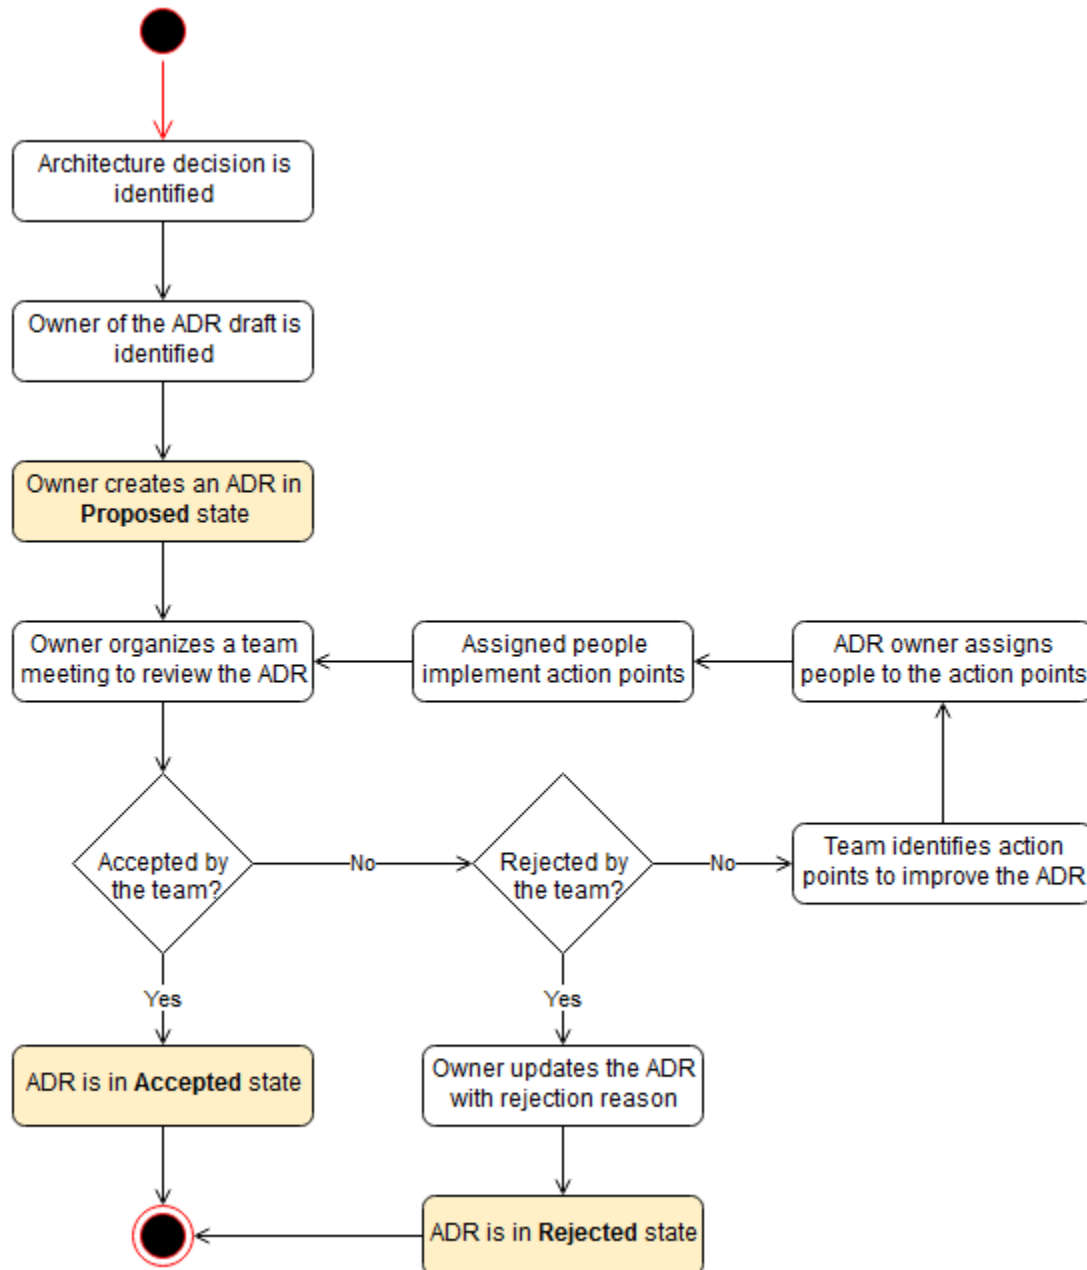 Architecture decision is
identified
Owner of the ADR draft is
identified
Owner creates an ADR in
Proposed state
Owner organizes a team
meeting to review the ADR
Assigned people
implement action points
ADR owner assigns
people to the action points
Accepted by
the team?
No
Rejected by
the team?
No
Team identifies action
points to improve the ADR
Yes
Yes
ADR is in Accepted state
Owner updates the ADR
with rejection reason
ADR is in Rejected state